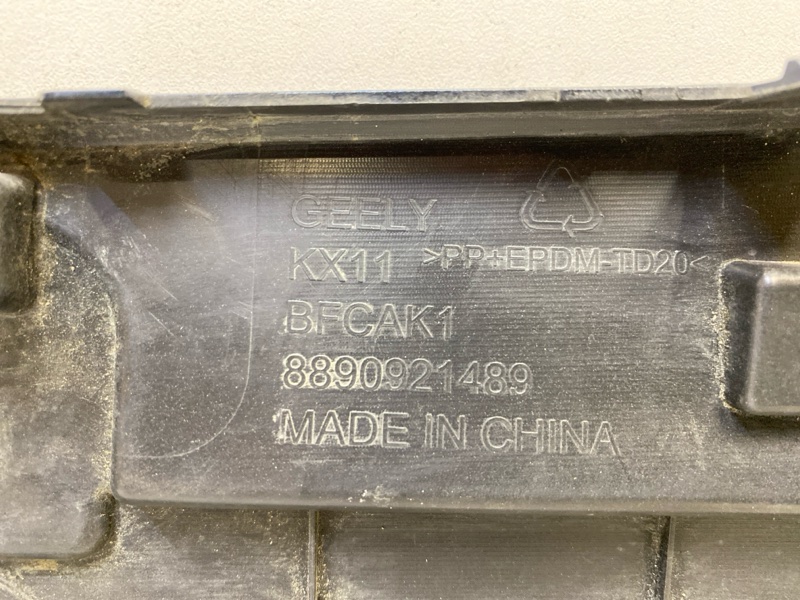 GEELY
KX11 >PP+EPDM-TD20<
BFCAK1
8890921489
MADE IN CHINA